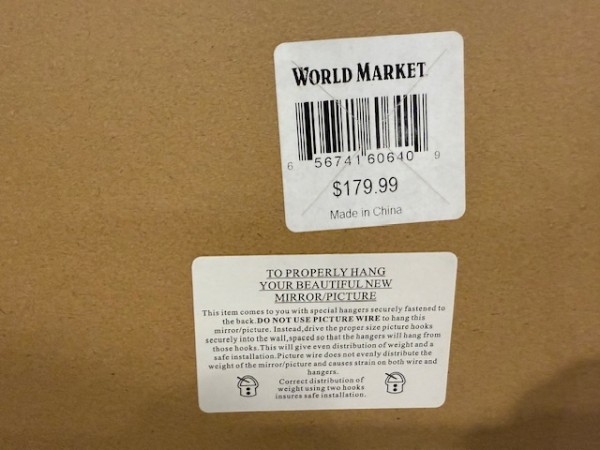 WORLD MARKET
6 56741 60640 9
$179.99
Made in China
TO PROPERLY HANG
YOUR BEAUTIFUL NEW
MIRROR/PICTURE
This item comes to you with special hangers securely fastened to
the back.DO NOT USE PICTURE WIRE to hang this
mirror/picture. Instead,drive the proper size picture hooks
securely into the wall,spaced so that the hangers will hang from
those hooks.This will give even distribution of weight and a
safe installation.Picture wire does not evenly distribute the
weight of the mirror/picture and causes strain on both wire and
hangers.
Correct distribution of
weight using two hooks
insures safe installation.